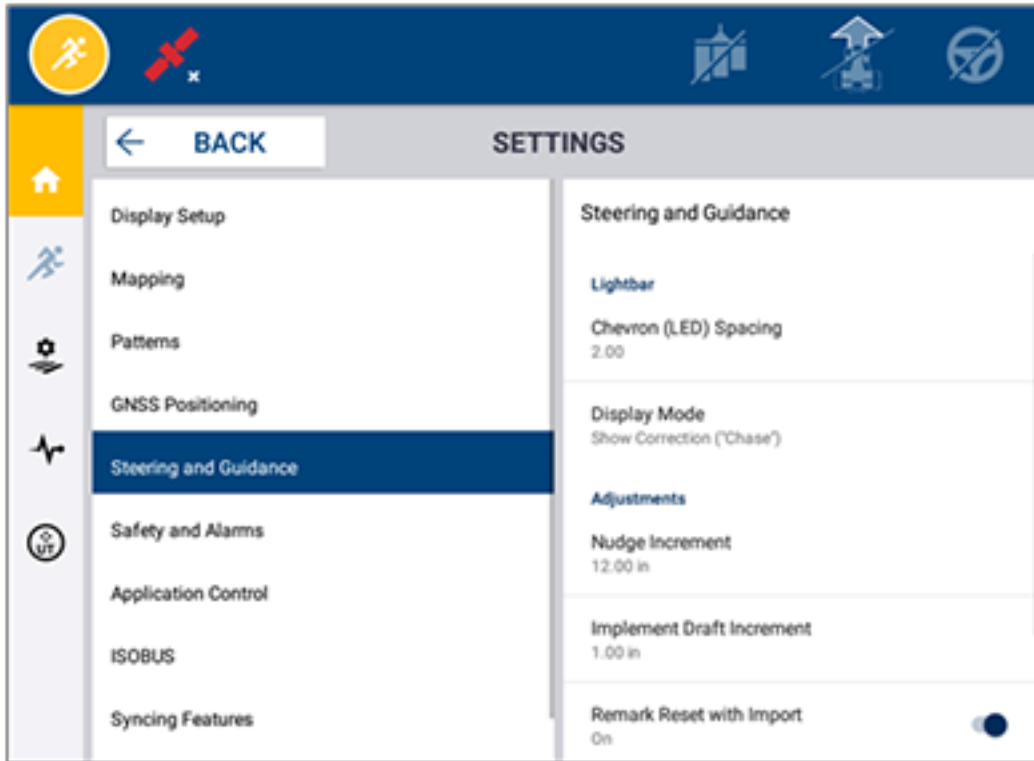 BACK
SETTINGS
Display Setup
Mapping
Patterns
GNSS Positioning
Steering and Guidance
Safety and Alarms
Application Control
ISOBUS
Syncing Features
Steering and Guidance
Lightbar
Chevron (LED) Spacing
2.00
Display Mode
Show Correction ("Chase")
Adjustments
Nudge Increment
12.00 in
Implement Draft Increment
1.00 in
Remark Reset with Import
On
UT